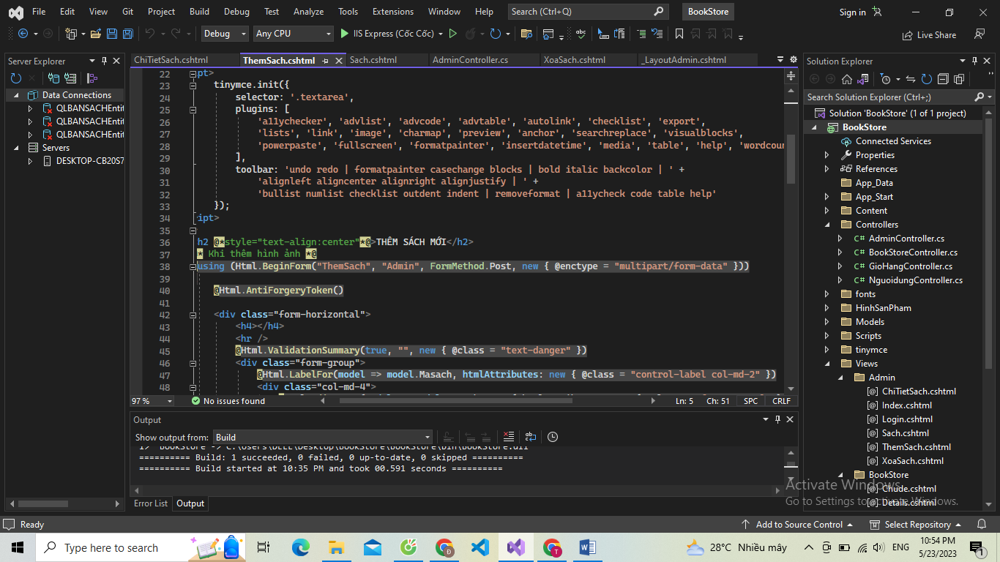 File Edit View Git Project Build Debug Test Analyze Tools Extensions Window Help Search (Ctrl+Q) BookStore Sign in
Debug Any CPU IIS Express (Cốc Cốc) Live Share
Server Explorer
Data Connections
QLBANSACHEntit
QLBANSACHEntit
QLBANSACHEntit
Servers
DESKTOP-CB20S7
ChiTietSach.cshtml ThemSach.cshtml Sach.cshtml AdminController.cs XoaSach.cshtml _LayoutAdmin.cshtml
22 pt>
23 tinymce.init({
24 selector: '.textarea',
25 plugins: [
26 'a11ychecker', 'advlist', 'advcode', 'advtable', 'autolink', 'checklist', 'export',
27 'lists', 'link', 'image', 'charmap', 'preview', 'anchor', 'searchreplace', 'visualblocks',
28 'powerpaste', 'fullscreen', 'formatpainter', 'insertdatetime', 'media', 'table', 'help', 'wordcoun
29 ],
30 toolbar: 'undo redo | formatpainter casechange blocks | bold italic backcolor | ' +
31 'alignleft aligncenter alignright alignjustify | ' +
32 'bullist numlist checklist outdent indent | removeformat | a11ycheck code table help'
33 });
34 ipt>
35
36 h2 @*style="text-align:center"*@>THÊM SÁCH MỚI</h2>
37 * Khi thêm hình ảnh *@
38 using (Html.BeginForm("ThemSach", "Admin", FormMethod.Post, new { @enctype = "multipart/form-data" }))
39
40 @Html.AntiForgeryToken()
41
42 <div class="form-horizontal">
43 <h4></h4>
44 <hr />
45 @Html.ValidationSummary(true, "", new { @class = "text-danger" })
46 <div class="form-group">
47 @Html.LabelFor(model => model.Masach, htmlAttributes: new { @class = "control-label col-md-2" })
48 <div class="col-md-4">
97 % No issues found Ln: 5 Ch: 51 SPC CRLF
Output
Show output from: Build
1> BookStore -> C:\Users\DELL\Desktop\BookStore\BookStore\bin\BookStore.dll
========== Build: 1 succeeded, 0 failed, 0 up-to-date, 0 skipped ==========
========== Build started at 10:35 PM and took 00.591 seconds ==========
Error List Output
Solution Explorer
Search Solution Explorer (Ctrl+;)
Solution 'BookStore' (1 of 1 project)
BookStore
Connected Services
Properties
References
App_Data
App_Start
Content
Controllers
C# AdminController.cs
C# BookStoreController.cs
C# GioHangController.cs
C# NguoidungController.cs
fonts
HinhSanPham
Models
Scripts
tinymce
Views
Admin
[@] ChiTietSach.cshtml
[@] Index.cshtml
[@] Login.cshtml
[@] Sach.cshtml
[@] ThemSach.cshtml
[@] XoaSach.cshtml
BookStore
[@] Chude.cshtml
[@] Details.cshtml
Activate Windows
Go to Settings to activate Windows.
Ready Add to Source Control Select Repository
Type here to search 28°C Nhiều mây ENG 10:54 PM
5/23/2023 1